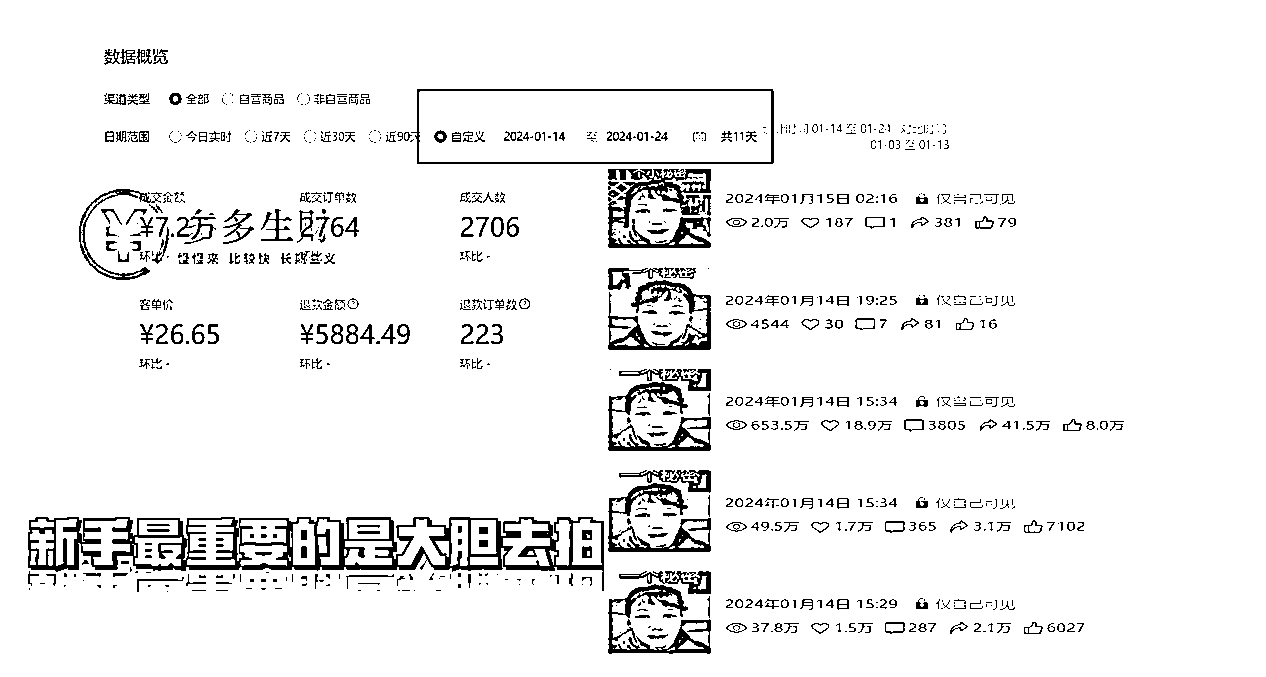 数据概览
渠道类型 全部 自营商品 非自营商品
日期范围 今日实时 近7天 近30天 近90天 自定义 2024-01-14 至 2024-01-24 共11天
01-14 至 01-24
01-03 至 01-13
成交金额 成交订单数 成交人数
¥7.2 2764 2706
方多生财
环比 - 环比 -
慢慢来 比较快 长期主义
客单价 退款金额 退款订单数
¥26.65 ¥5884.49 223
环比 - 环比 - 环比 -
2024年01月15日 02:16 仅自己可见
2.0万 187 1 381 79
一个秘密
2024年01月14日 19:25 仅自己可见
4544 30 7 81 16
一个秘密
2024年01月14日 15:34 仅自己可见
653.5万 18.9万 3805 41.5万 8.0万
一个秘密
2024年01月14日 15:34 仅自己可见
49.5万 1.7万 365 3.1万 7102
一个秘密
2024年01月14日 15:29 仅自己可见
37.8万 1.5万 287 2.1万 6027
新手最重要的是大胆去拍